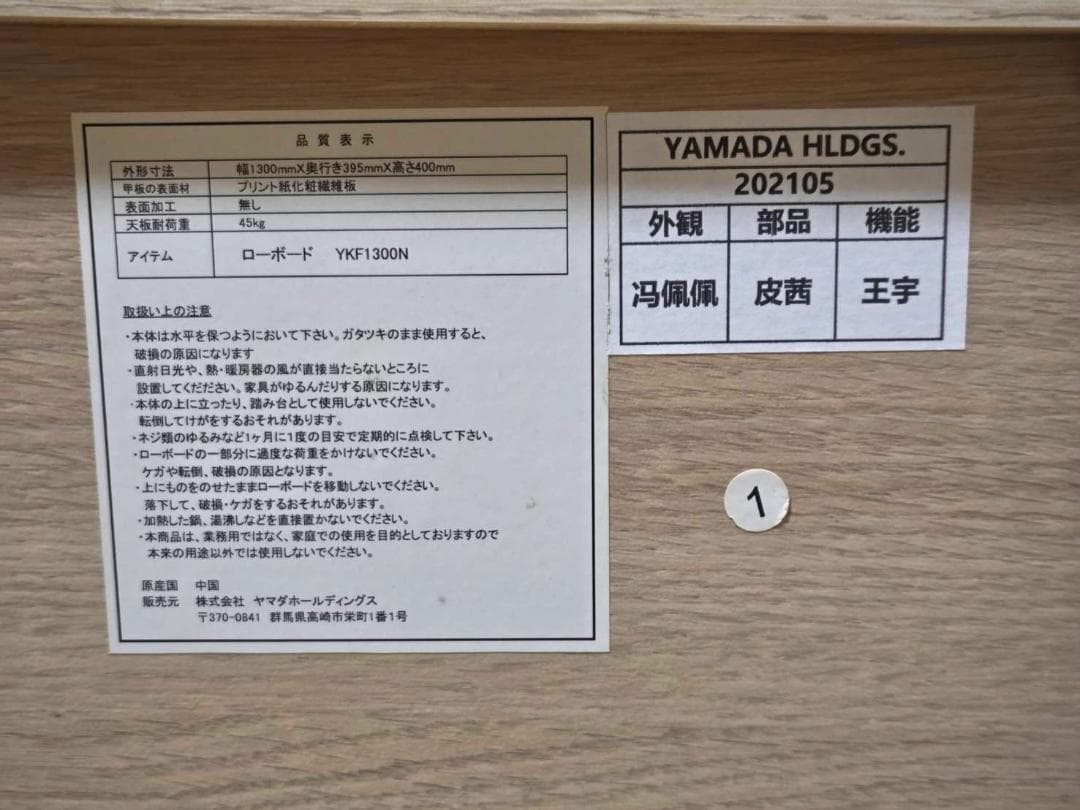 品質表示
外形寸法 幅1300mmX奥行き395mmX高さ400mm
甲板の表面材 プリント紙化粧繊維板
表面加工 無し
天板耐荷重 45kg
アイテム ローボード YKF1300N
取扱い上の注意
・本体は水平を保つようにおいて下さい。ガタツキのまま使用すると、
破損の原因になります
・直射日光や、熱・暖房器の風が直接当たらないところに
設置してくだださい。家具がゆるんだりする原因になります。
・本体の上に立ったり、踏み台として使用しないでください。
転倒してけがをするおそれがあります。
・ネジ類のゆるみなど1ヶ月に1度の目安で定期的に点検して下さい。
・ローボードの一部分に過度な荷重をかけないでください。
ケガや転倒、破損の原因となります。
・上にものをのせたままローボードを移動しないでください。
落下して、破損・ケガをするおそれがあります。
・加熱した鍋、湯沸しなどを直接置かないでください。
・本商品は、業務用ではなく、家庭での使用を目的としておりますので
本来の用途以外では使用しないでください。
原産国 中国
販売元 株式会社 ヤマダホールディングス
〒370-0841 群馬県高崎市栄町1番1号
YAMADA HLDGS.
202105
外観 部品 機能
冯佩佩 皮茜 王宇
1